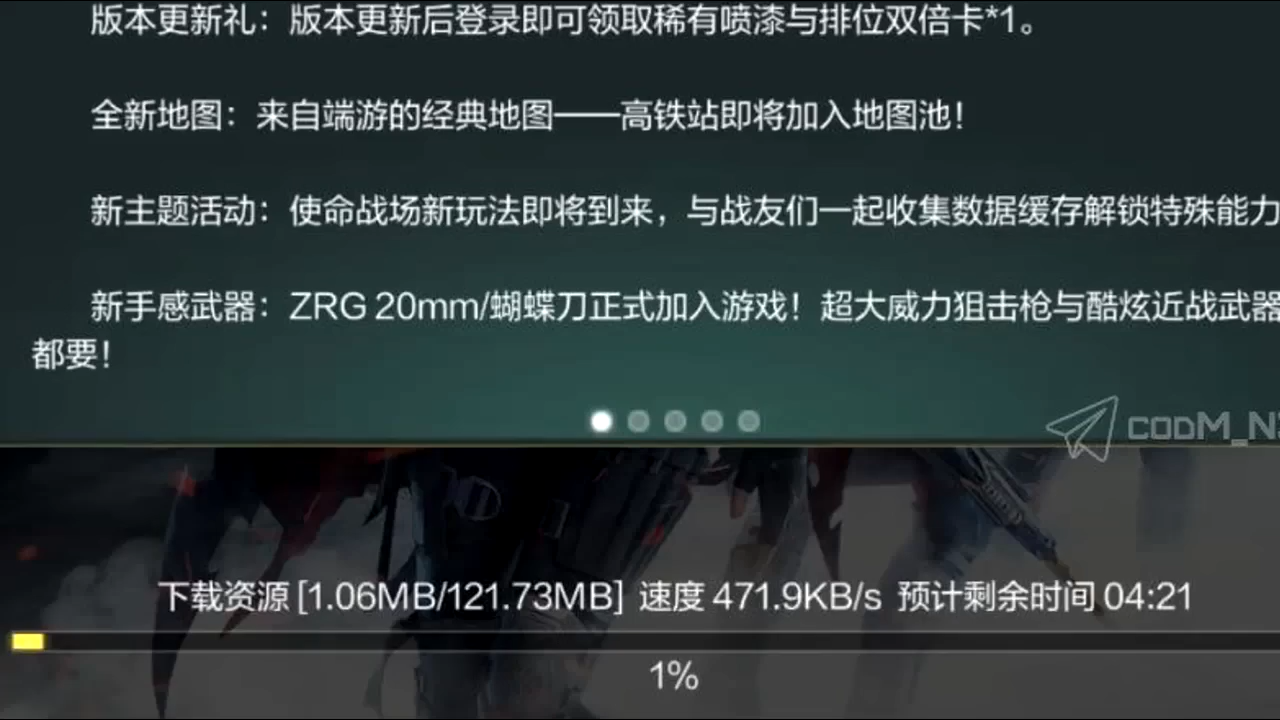 版本更新礼：版本更新后登录即可领取稀有喷漆与排位双倍卡*1。
全新地图：来自端游的经典地图——高铁站即将加入地图池！
新主题活动：使命战场新玩法即将到来，与战友们一起收集数据缓存解锁特殊能力
新手感武器：ZRG 20mm/蝴蝶刀正式加入游戏！超大威力狙击枪与酷炫近战武器
都要！
CODM_N
下载资源 [1.06MB/121.73MB] 速度 471.9KB/s 预计剩余时间 04:21
1%